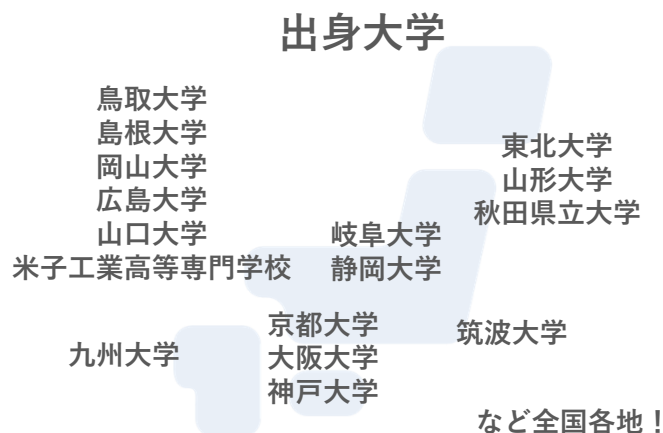 出身大学
鳥取大学
島根大学
岡山大学
広島大学
山口大学
米子工業高等専門学校
東北大学
山形大学
秋田県立大学
岐阜大学
静岡大学
京都大学
大阪大学
神戸大学
筑波大学
九州大学
など全国各地！